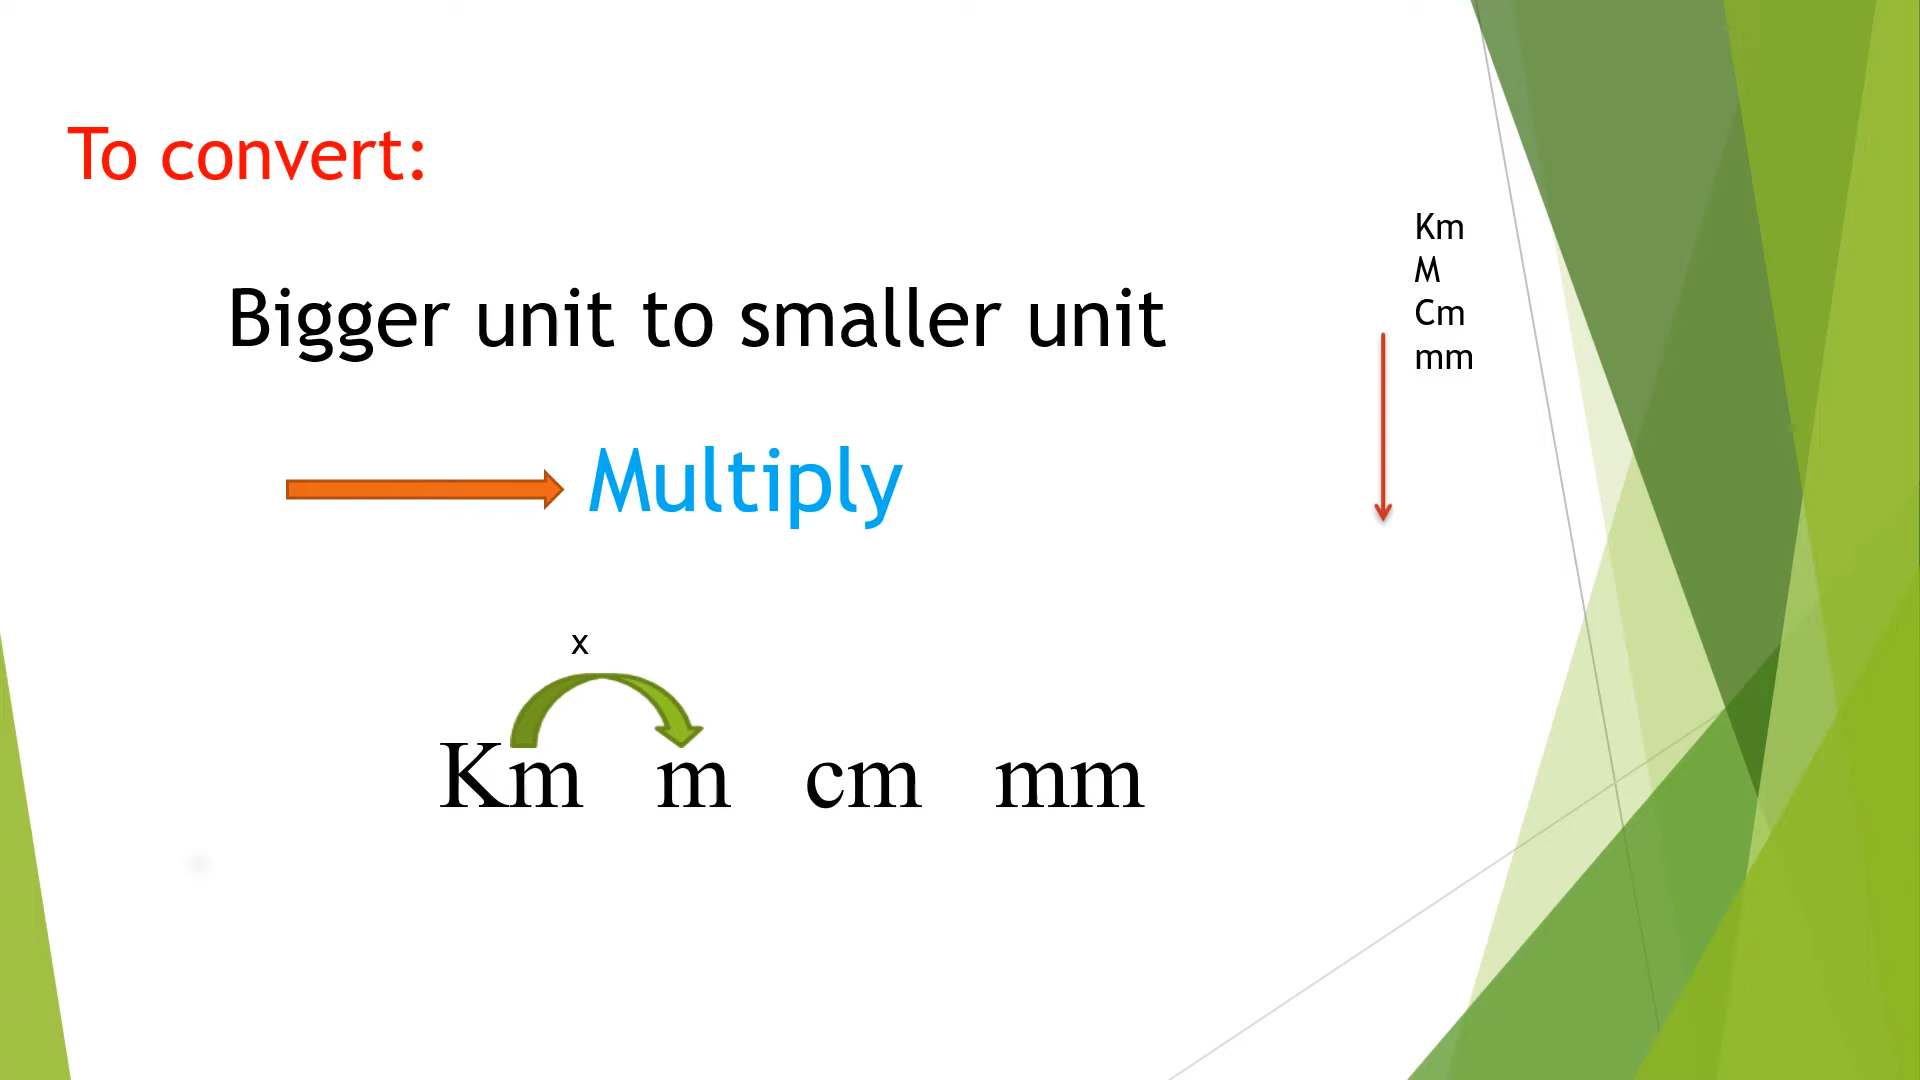 To convert:
Km
M
Cm
mm
Bigger unit to smaller unit
Multiply
x
Km m cm mm